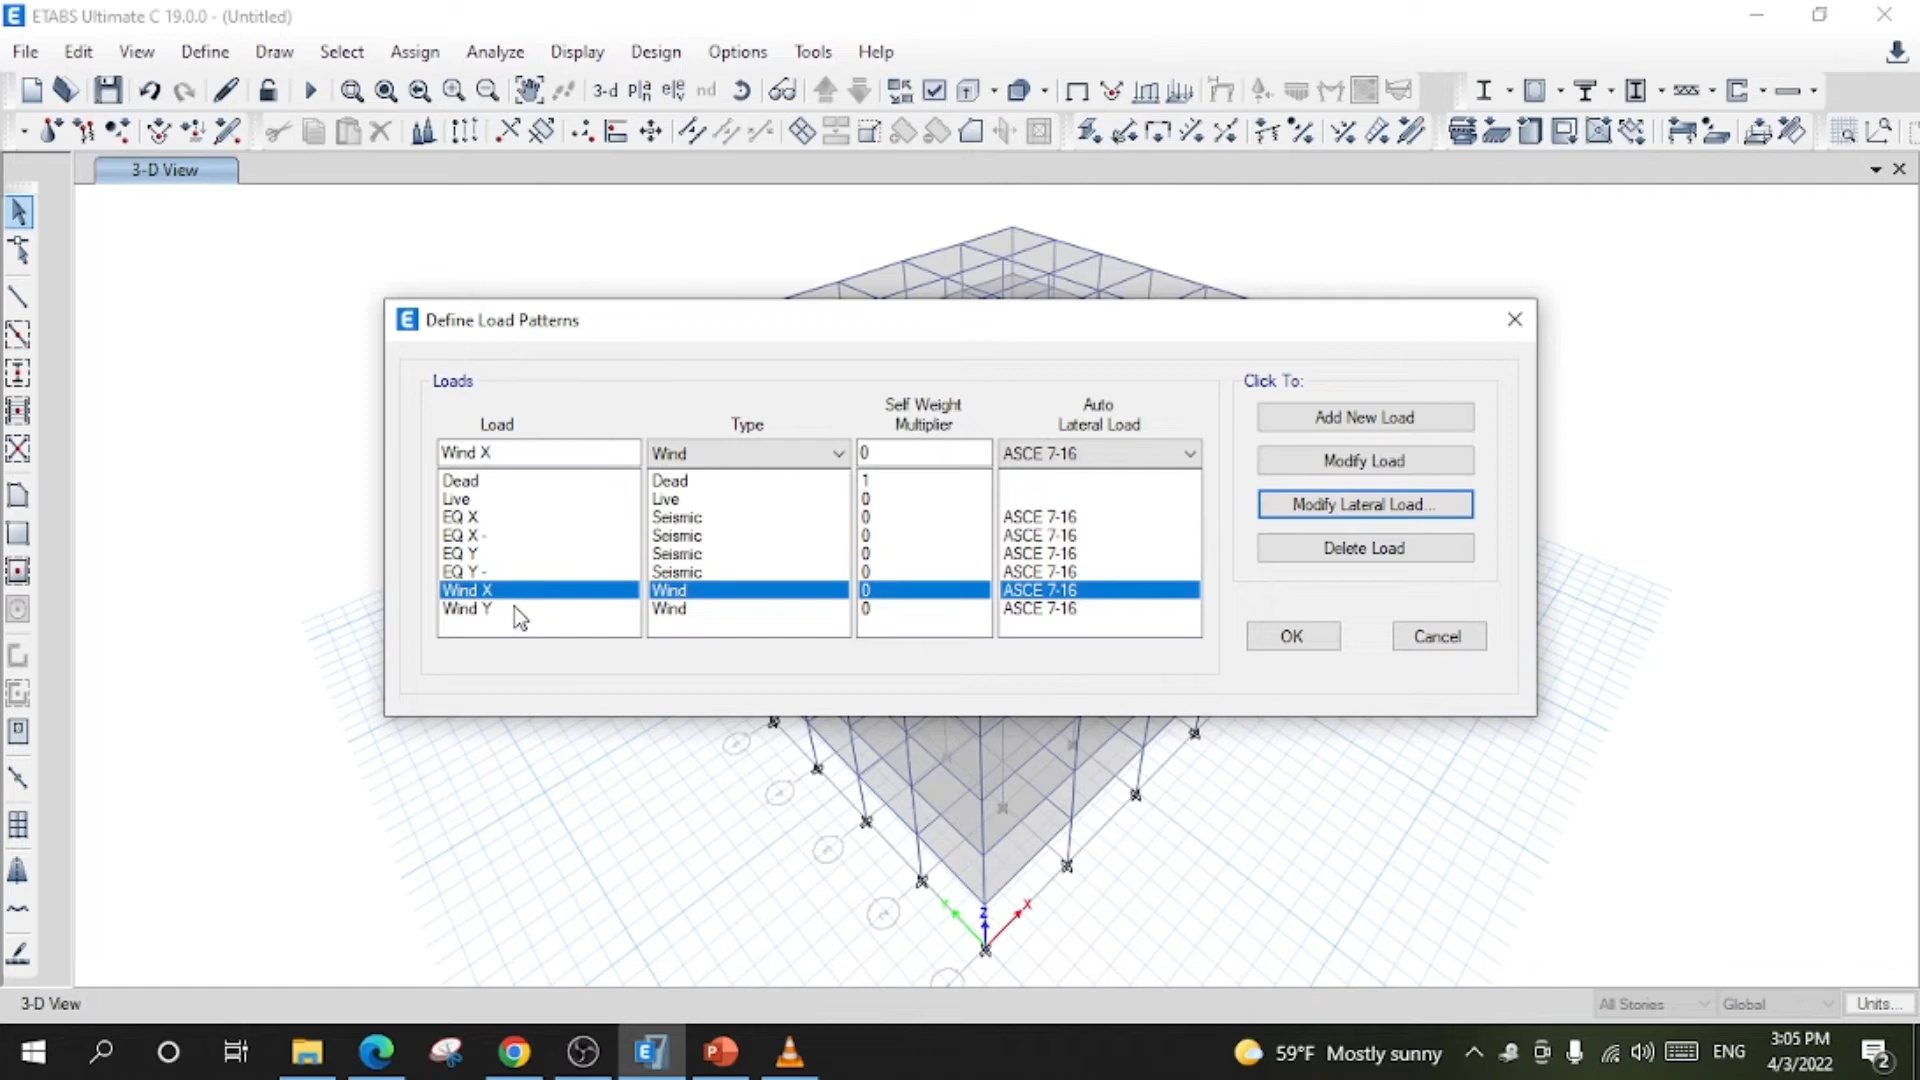 ETABS Ultimate C 19.0.0 - (Untitled)
File Edit View Define Draw Select Assign Analyze Display Design Options Tools Help
3-d
nd
3-D View
Define Load Patterns
Loads
Click To:
Load Type Self Weight Multiplier Auto Lateral Load
Wind X Wind 0 ASCE 7-16
Dead Dead 1
Live Live 0
EQ X Seismic 0 ASCE 7-16
EQ X - Seismic 0 ASCE 7-16
EQ Y Seismic 0 ASCE 7-16
EQ Y - Seismic 0 ASCE 7-16
Wind X Wind 0 ASCE 7-16
Wind Y Wind 0 ASCE 7-16
Add New Load
Modify Load
Modify Lateral Load...
Delete Load
OK Cancel
Z X
3-D View All Stories Global Units...
59°F Mostly sunny ENG 3:05 PM
4/3/2022
2